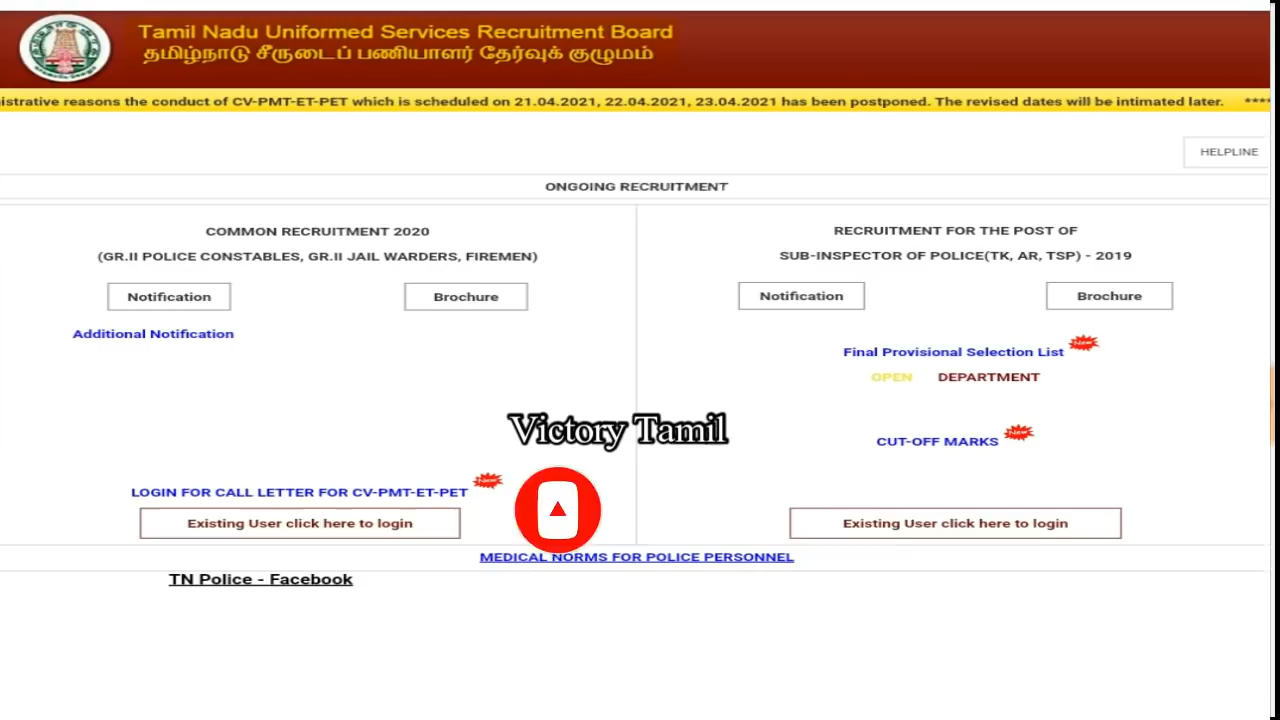 Tamil Nadu Uniformed Services Recruitment Board
தமிழ்நாடு சீருடைப் பணியாளர் தேர்வுக் குழுமம்
istrative reasons the conduct of CV-PMT-ET-PET which is scheduled on 21.04.2021, 22.04.2021, 23.04.2021 has been postponed. The revised dates will be intimated later. ****
HELPLINE
ONGOING RECRUITMENT
COMMON RECRUITMENT 2020
(GR.II POLICE CONSTABLES, GR.II JAIL WARDERS, FIREMEN)
Notification Brochure
Additional Notification
LOGIN FOR CALL LETTER FOR CV-PMT-ET-PET New
Existing User click here to login
RECRUITMENT FOR THE POST OF
SUB-INSPECTOR OF POLICE(TK, AR, TSP) - 2019
Notification Brochure
Final Provisional Selection List New
OPEN DEPARTMENT
CUT-OFF MARKS New
Existing User click here to login
Victory Tamil
MEDICAL NORMS FOR POLICE PERSONNEL
TN Police - Facebook